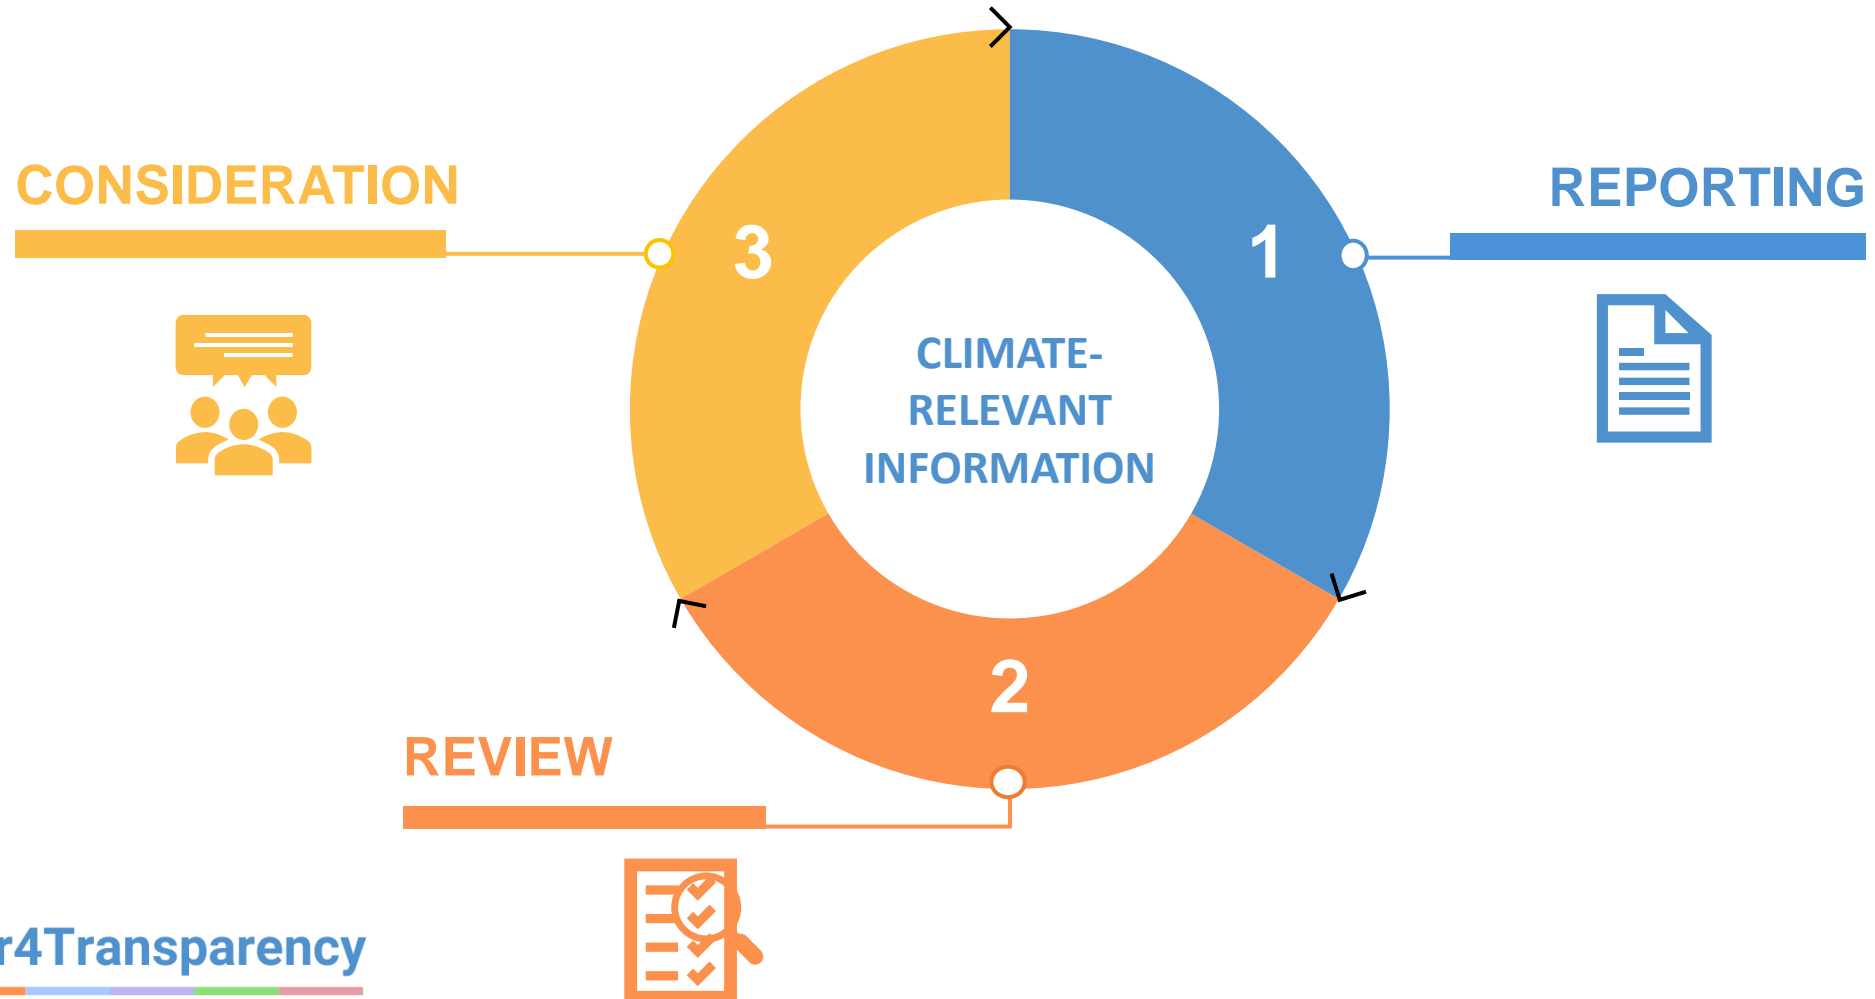 CONSIDERATION
REPORTING
3
1
CLIMATE-
RELEVANT
INFORMATION
2
REVIEW
r4Transparency